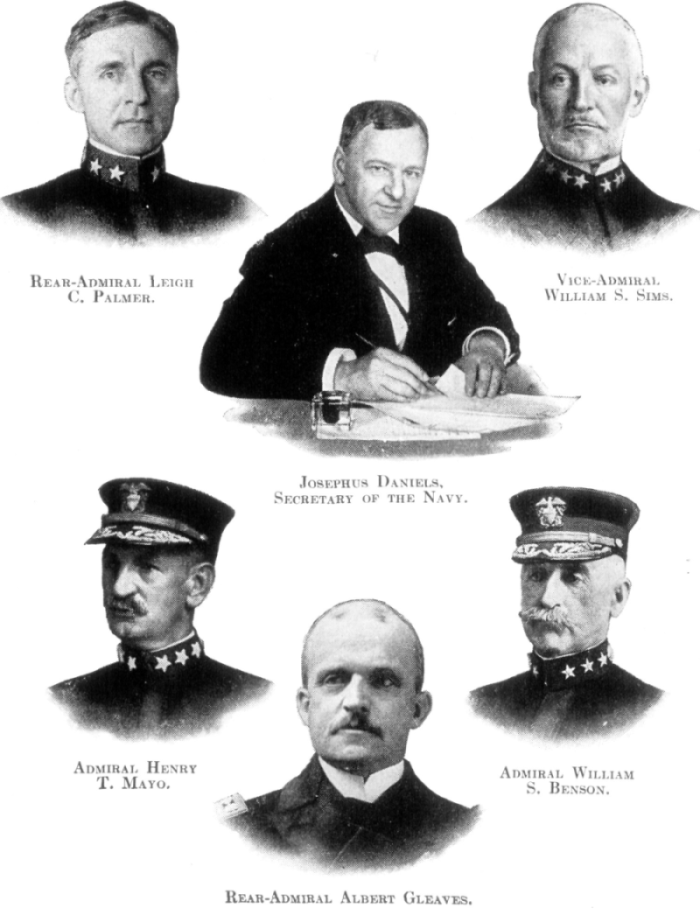 Rear-Admiral Leigh
C. Palmer.
Vice-Admiral
William S. Sims.
Josephus Daniels,
Secretary of the Navy.
Admiral Henry
T. Mayo.
Admiral William
S. Benson.
Rear-Admiral Albert Gleaves.